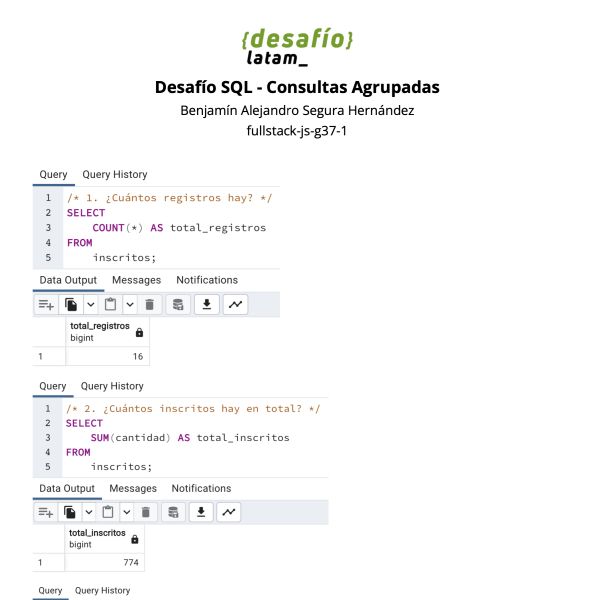 {desafío}
latam_
Desafío SQL - Consultas Agrupadas
Benjamín Alejandro Segura Hernández
fullstack-js-g37-1
Query Query History
1 /* 1. ¿Cuántos registros hay? */
2 SELECT
3 COUNT(*) AS total_registros
4 FROM
5 inscritos;
Data Output Messages Notifications
total_registros
bigint
1 16
Query Query History
1 /* 2. ¿Cuántos inscritos hay en total? */
2 SELECT
3 SUM(cantidad) AS total_inscritos
4 FROM
5 inscritos;
Data Output Messages Notifications
total_inscritos
bigint
1 774
Query Query History